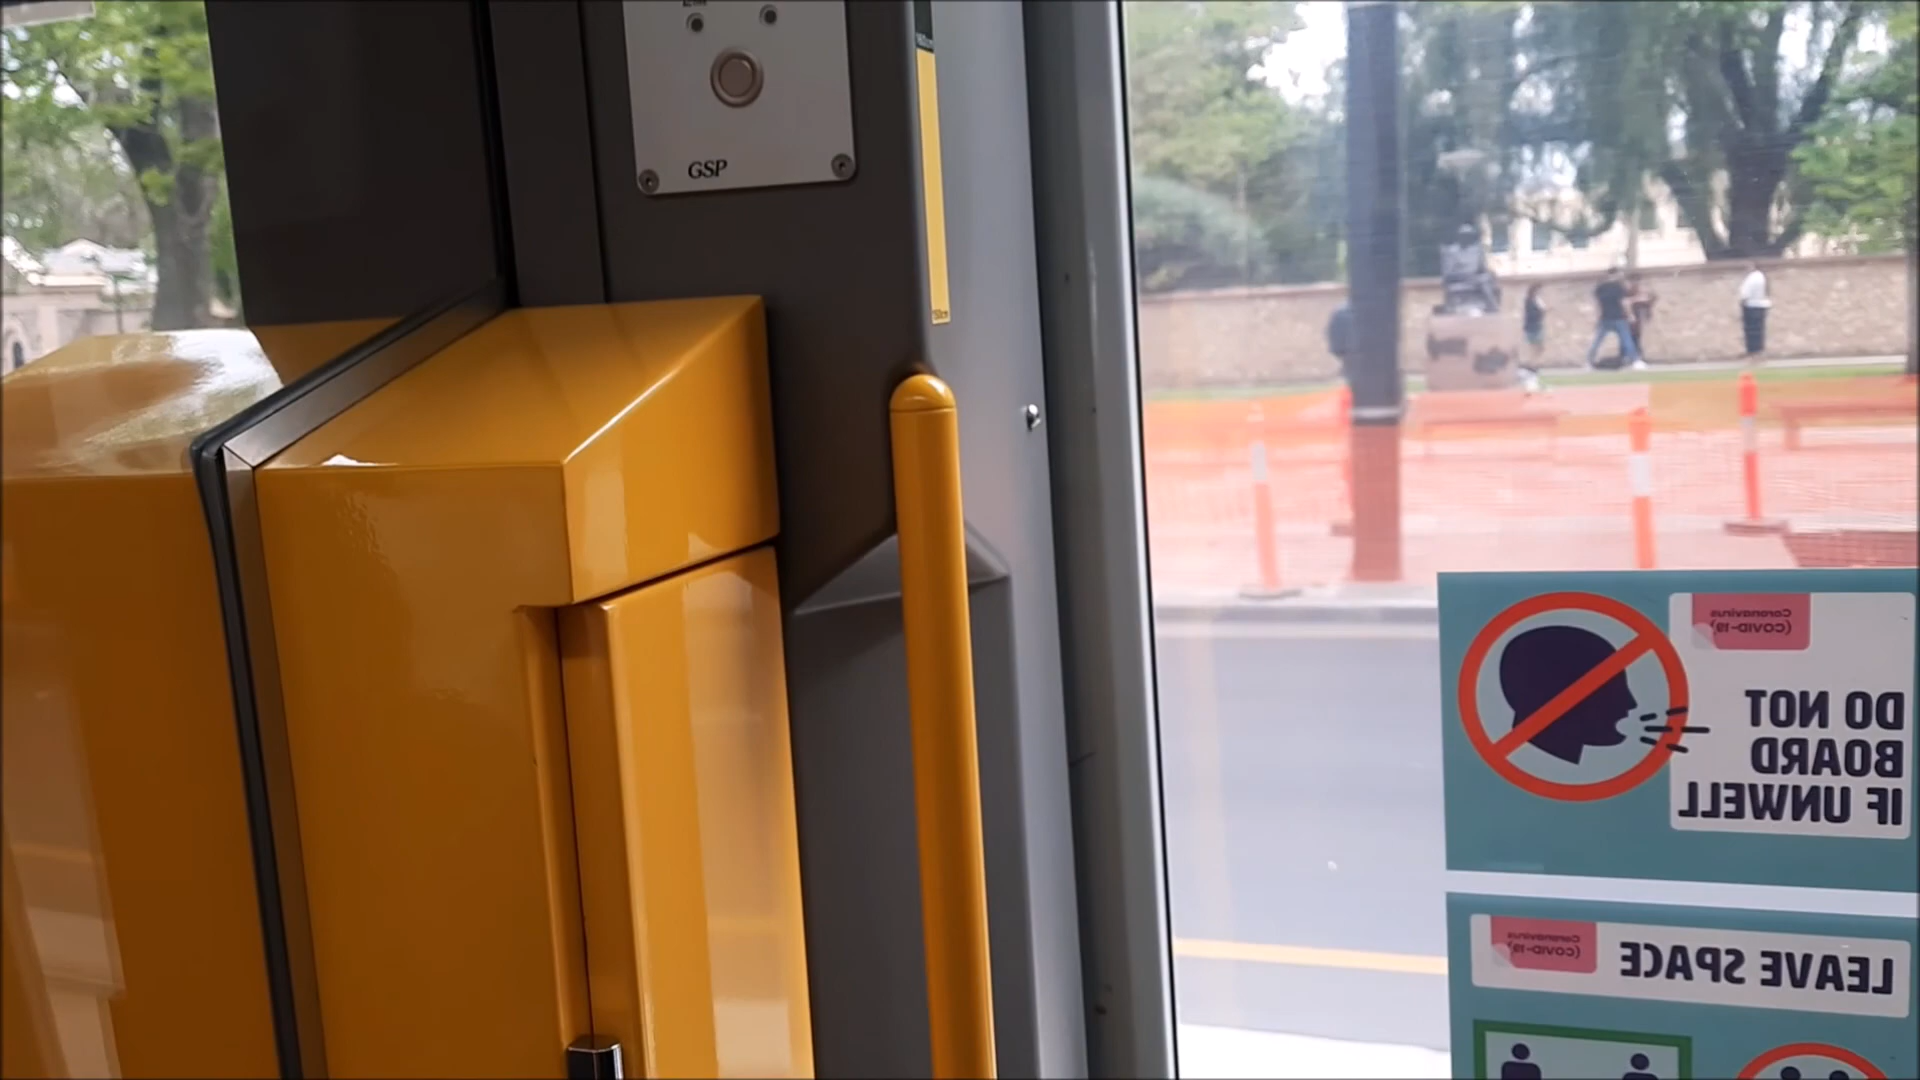 GSP
Coronavirus
(COVID-19)
DO NOT
BOARD
IF UNWELL
Coronavirus
(COVID-19)
LEAVE SPACE